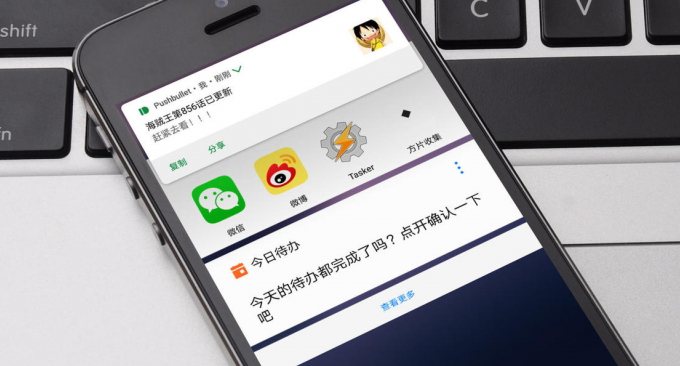 shift
fn
C
V
Pushbullet・我・刚刚
海贼王第856话已更新
赶紧去看！！！
复制 分享
微信
微博
Tasker
方片收集
今日待办
今天的待办都完成了吗？点开确认一下
吧
查看更多